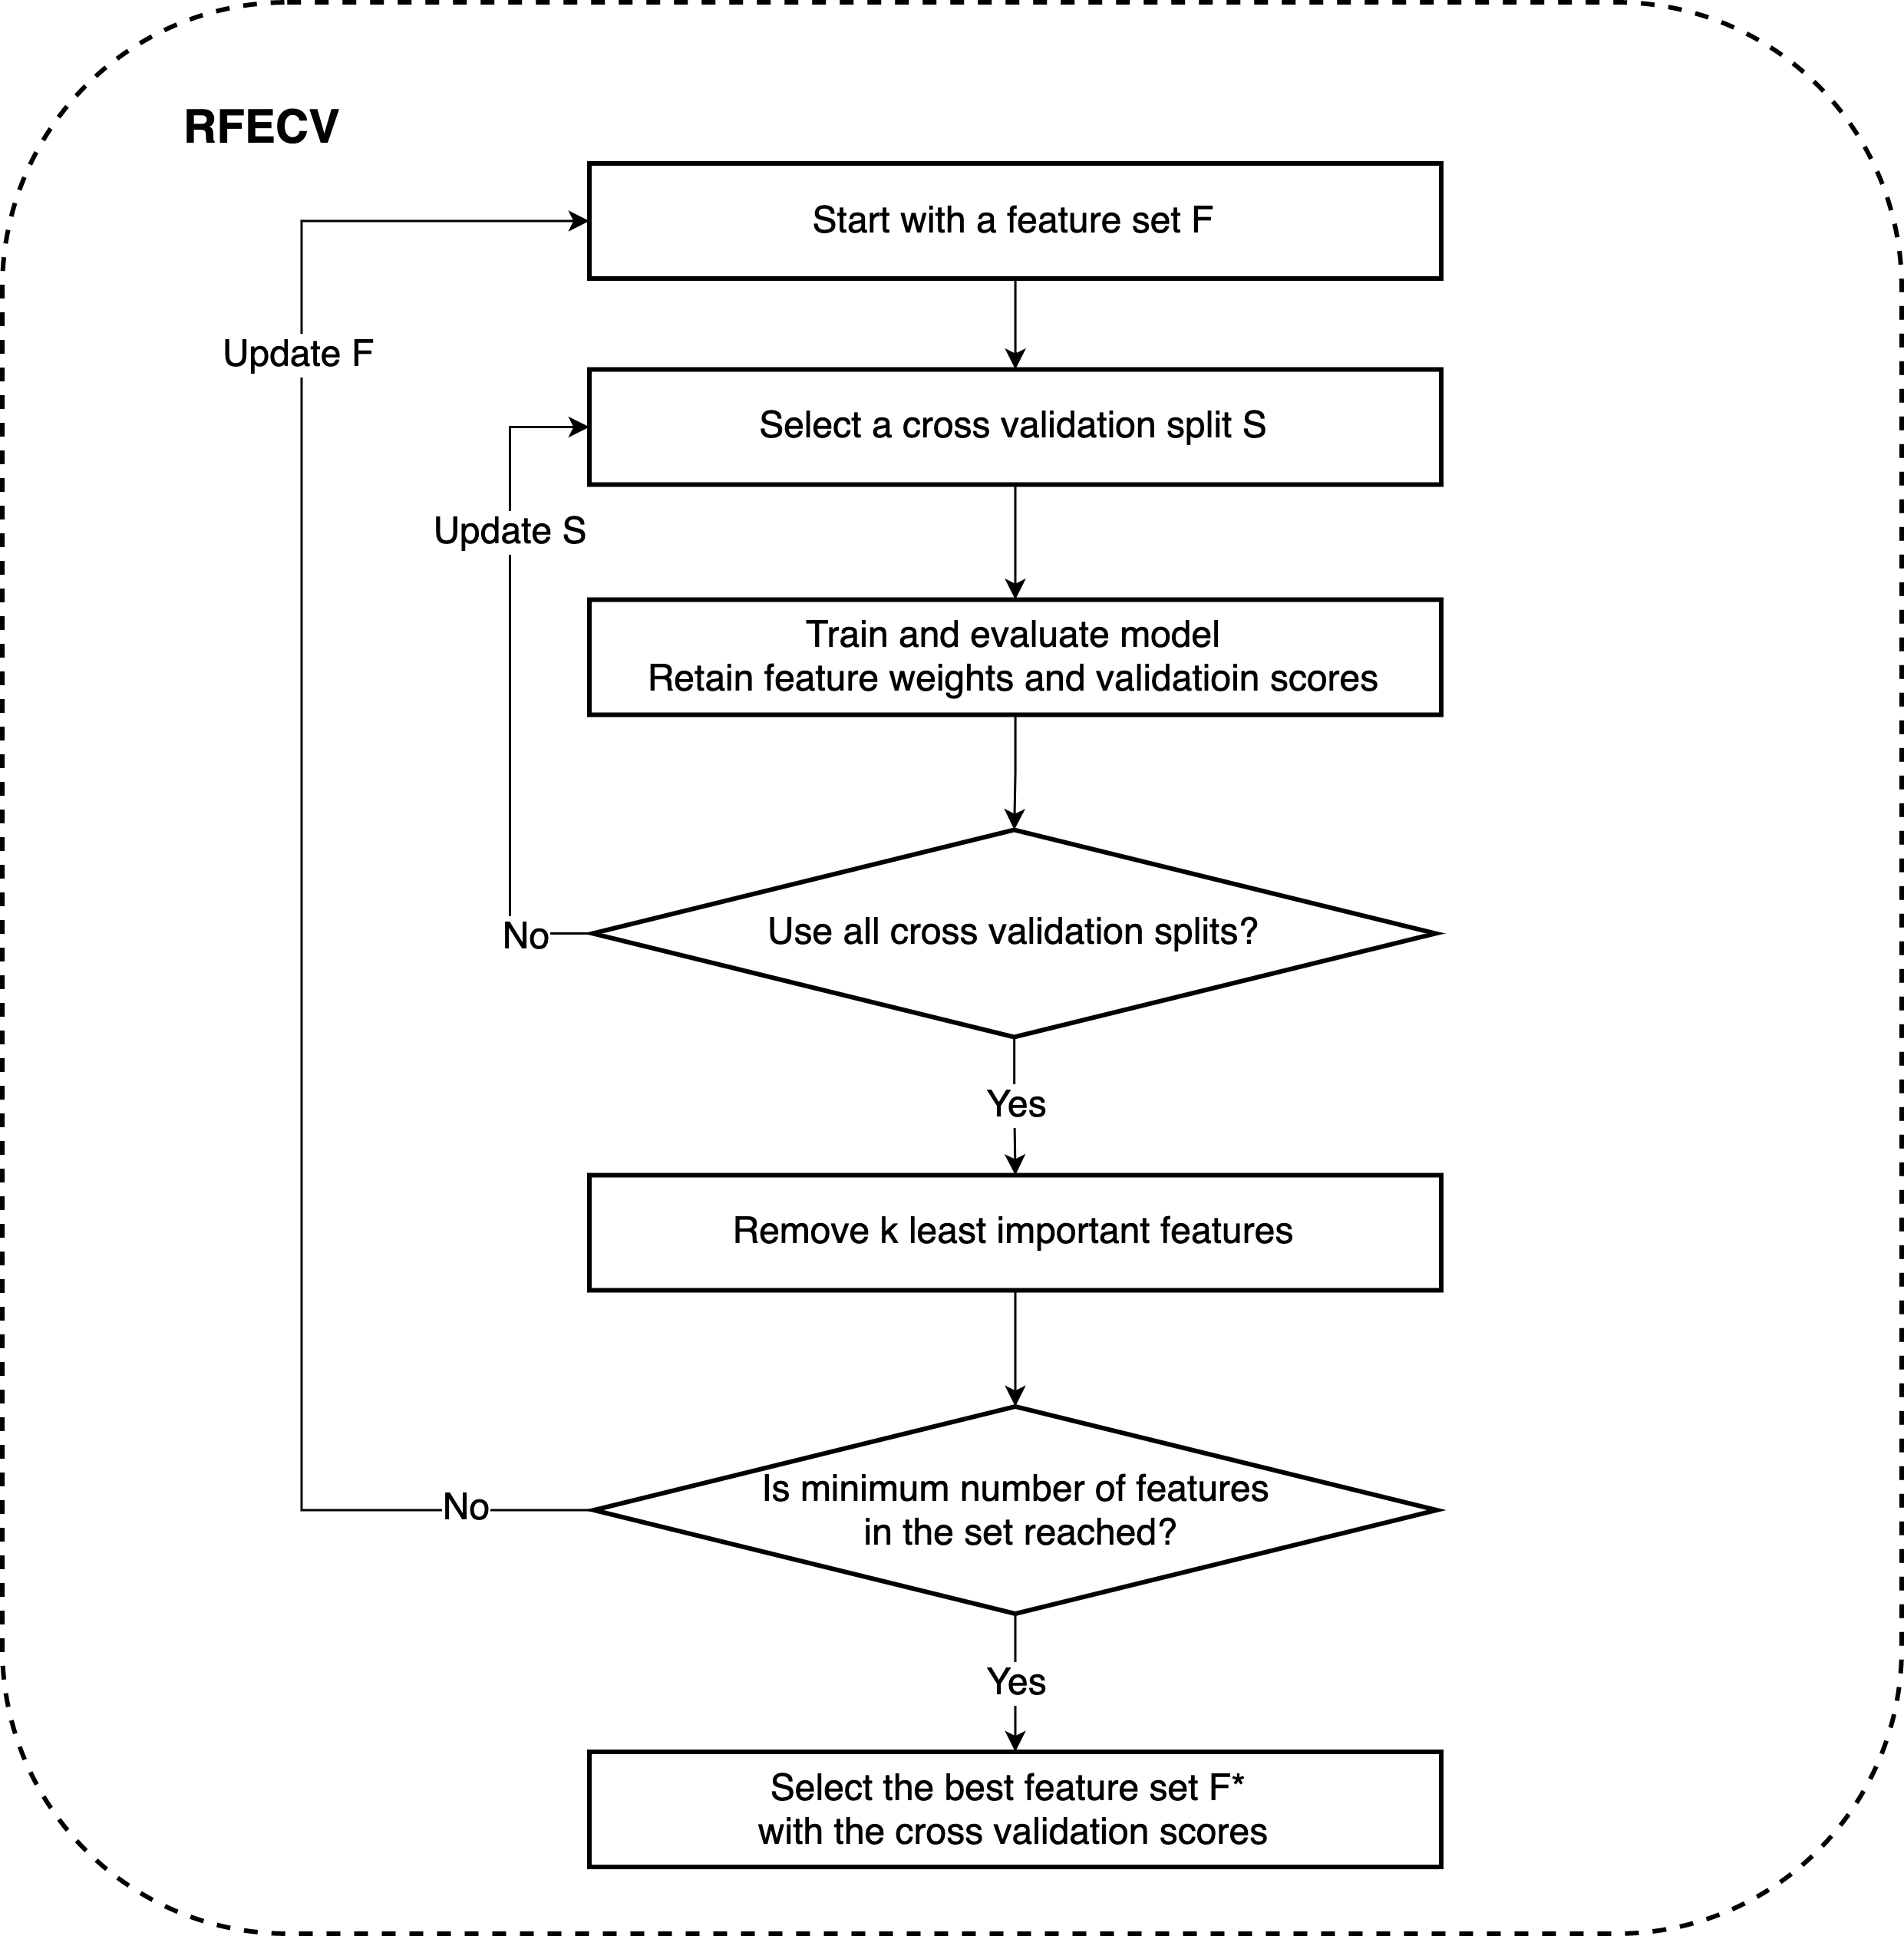 RFECV
Start with a feature set F
Update F
Select a cross validation split S
Update S
Train and evaluate model
Retain feature weights and validatioin scores
Use all cross validation splits?
No
Yes
Remove k least important features
Is minimum number of features
in the set reached?
No
Yes
Select the best feature set F*
with the cross validation scores